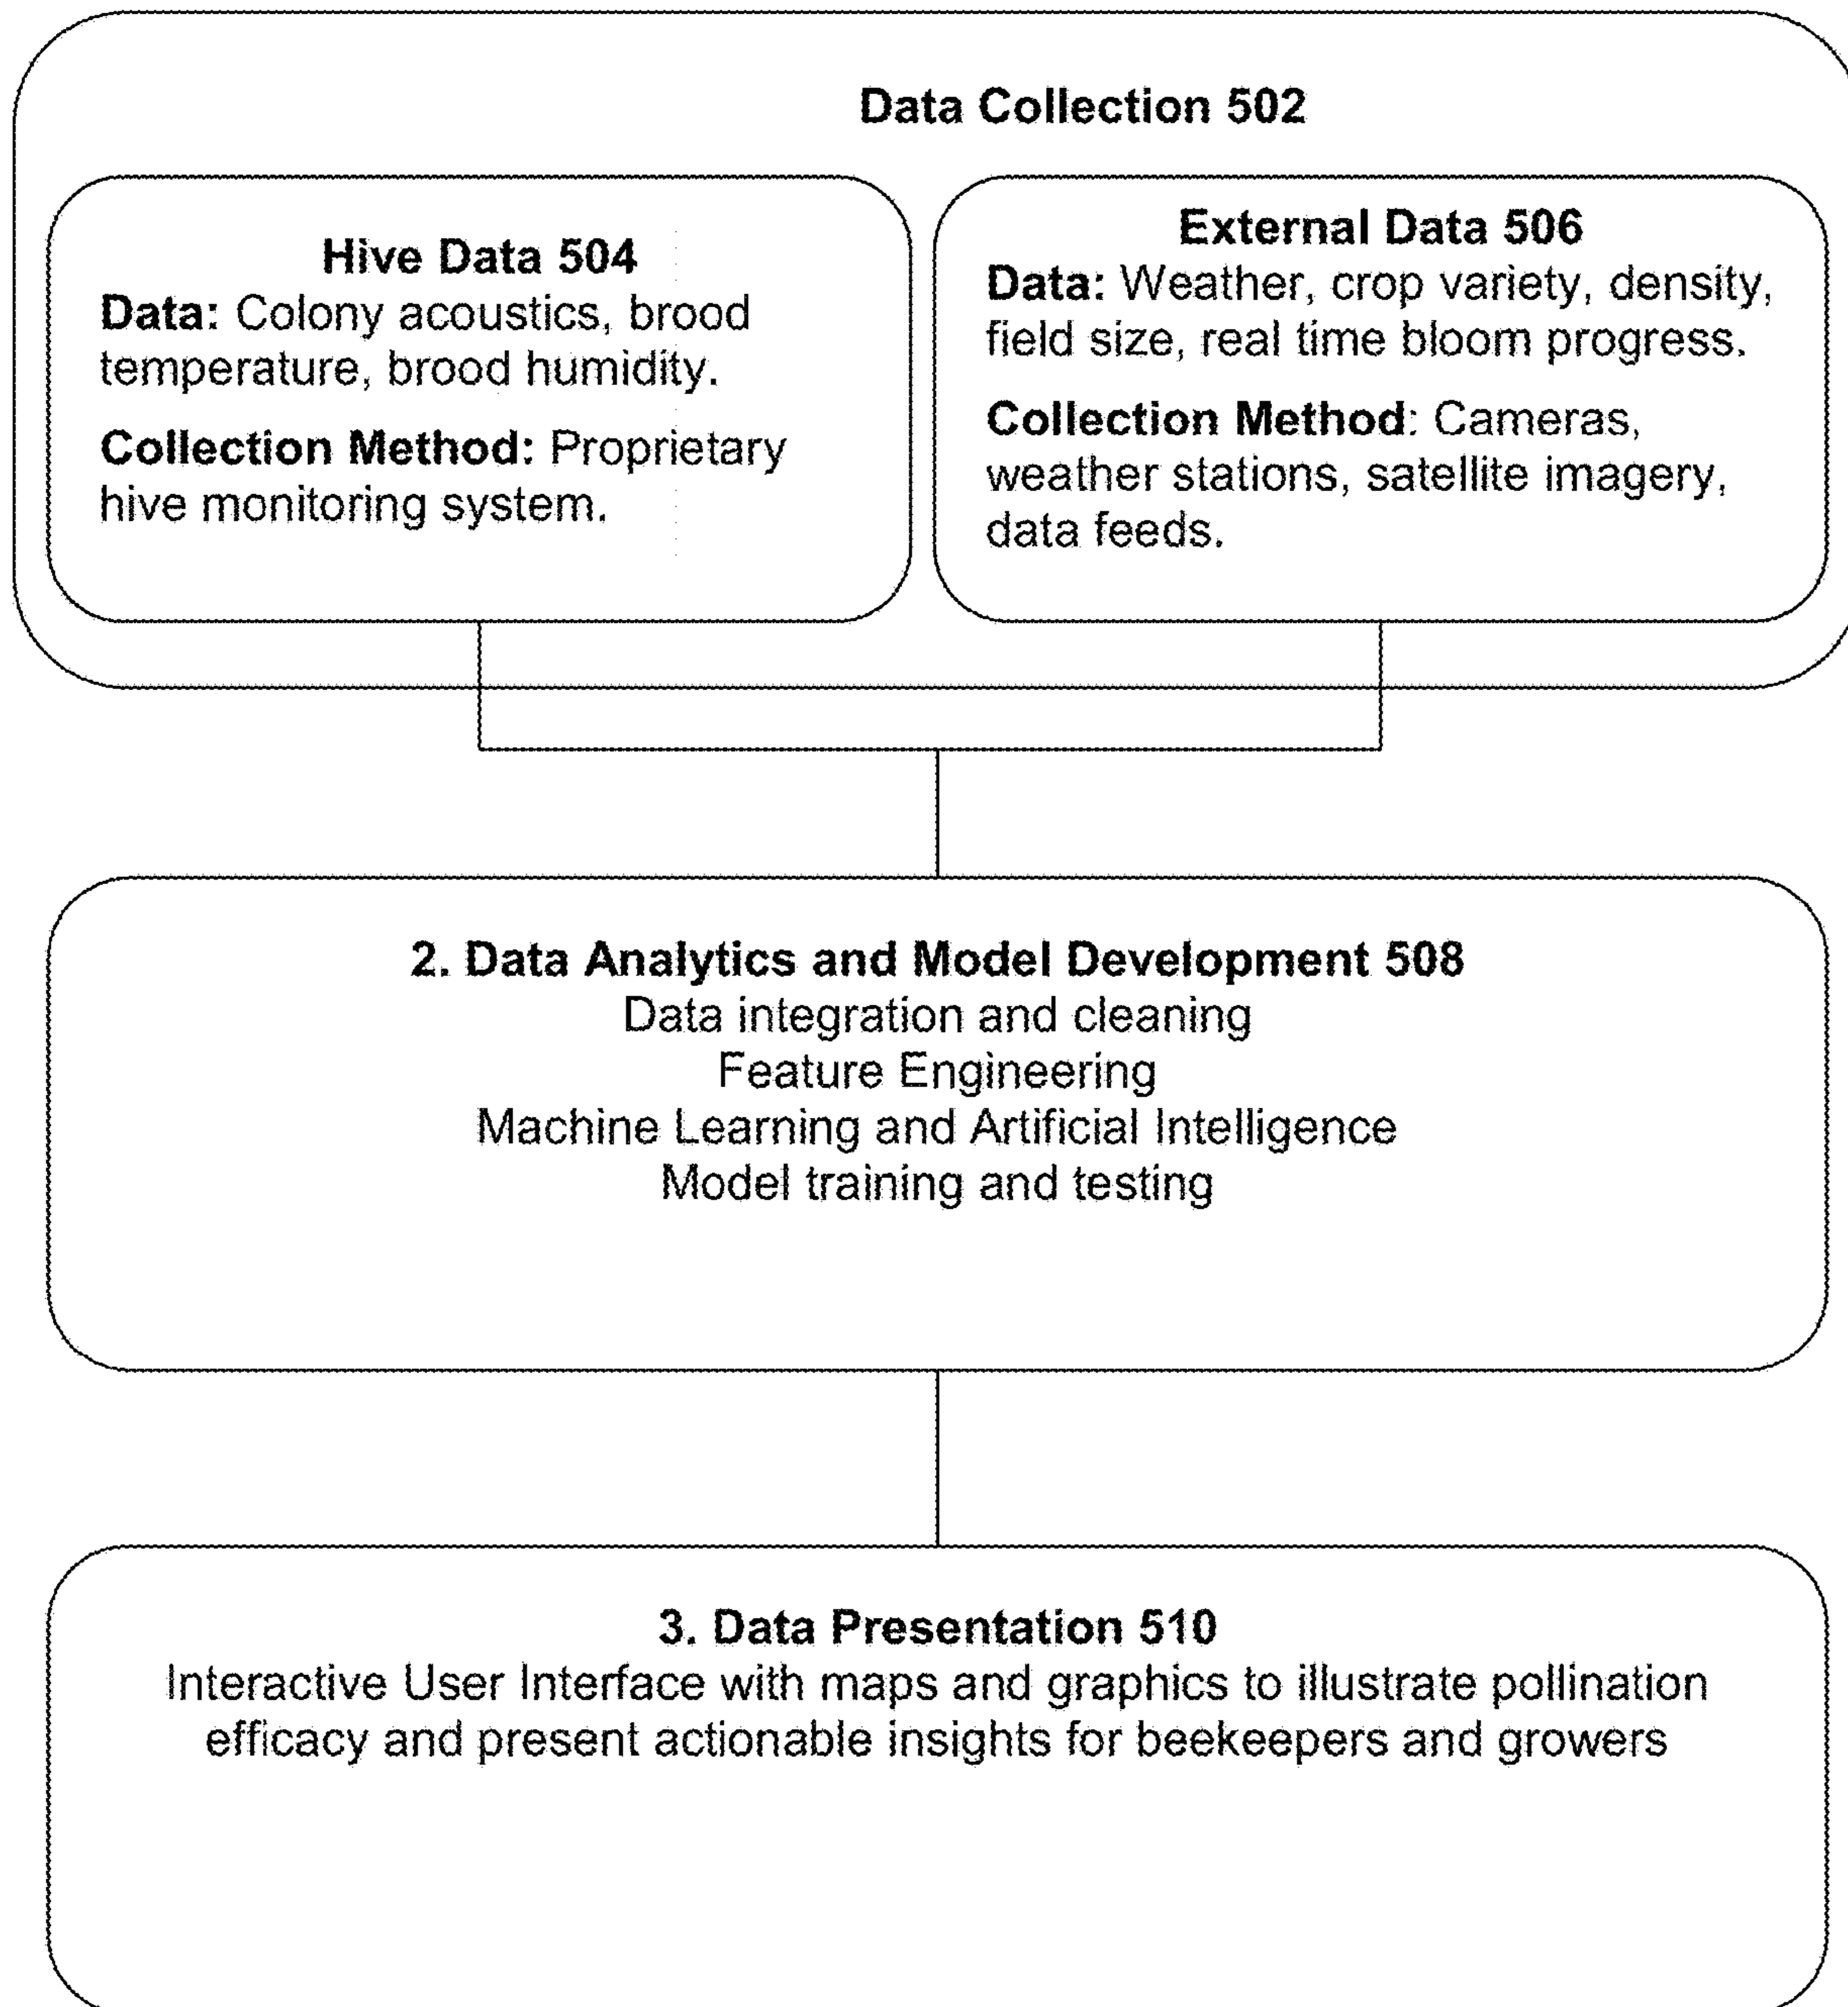 Data Collection 502
Hive Data 504
Data: Colony acoustics, brood
temperature, brood humidity.
Collection Method: Proprietary
hive monitoring system.
External Data 506
Data: Weather, crop variety, density,
field size, real time bloom progress.
Collection Method: Cameras,
weather stations, satellite imagery,
data feeds.
2. Data Analytics and Model Development 508
Data integration and cleaning
Feature Engineering
Machine Learning and Artificial Intelligence
Model training and testing
3. Data Presentation 510
Interactive User Interface with maps and graphics to illustrate pollination
efficacy and present actionable insights for beekeepers and growers